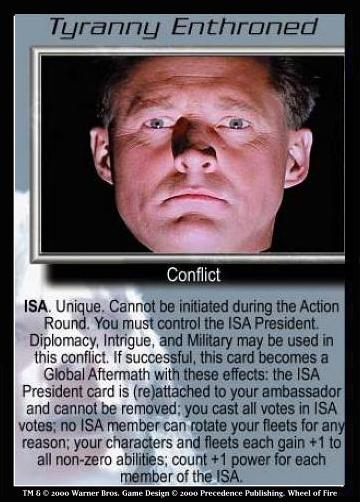 Tyranny Enthroned
Conflict
ISA. Unique. Cannot be initiated during the Action
Round. You must control the ISA President.
Diplomacy, Intrigue, and Military may be used in
this conflict. If successful, this card becomes a
Global Aftermath with these effects: the ISA
President card is (re)attached to your ambassador
and cannot be removed; you cast all votes in ISA
votes; no ISA member can rotate your fleets for any
reason; your characters and fleets each gain +1 to
all non-zero abilities; count +1 power for each
member of the ISA.
TM & © 2000 Warner Bros. Game Design © 2000 Precedence Publishing. Wheel of Fire